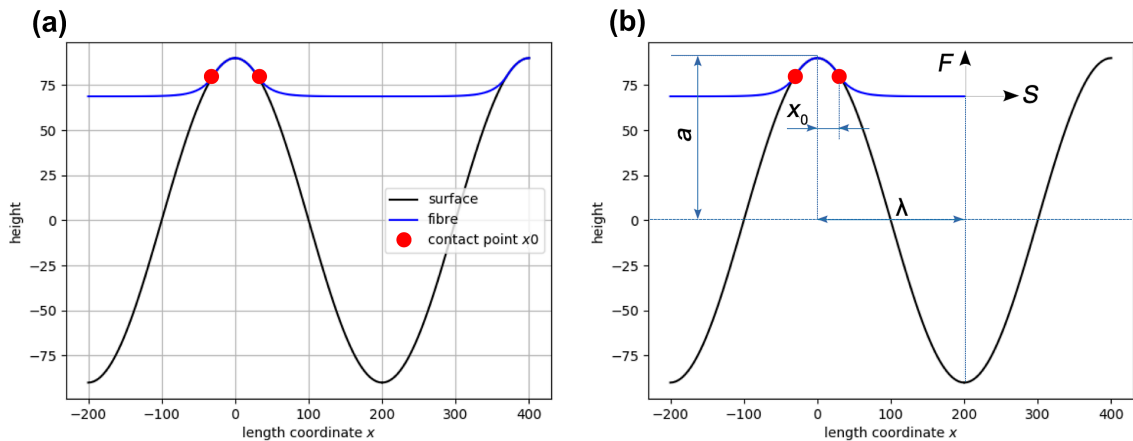 (a)
75
50
25
0
−25
−50
−75
height
surface
fibre
contact point x0
−200
−100
0
100
200
300
400
length coordinate x
(b)
75
50
25
0
−25
−50
−75
height
F
S
x0
a
λ
−200
−100
0
100
200
300
400
length coordinate x